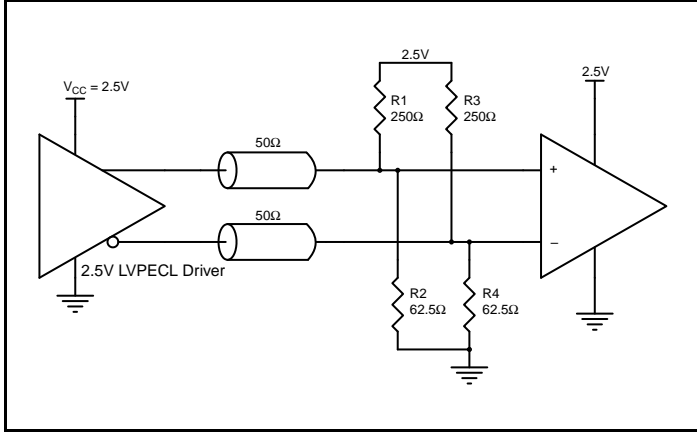 2.5V
V_CC = 2.5V
2.5V
R1
250Ω
R3
250Ω
50Ω
+
50Ω
–
2.5V LVPECL Driver
R2
62.5Ω
R4
62.5Ω